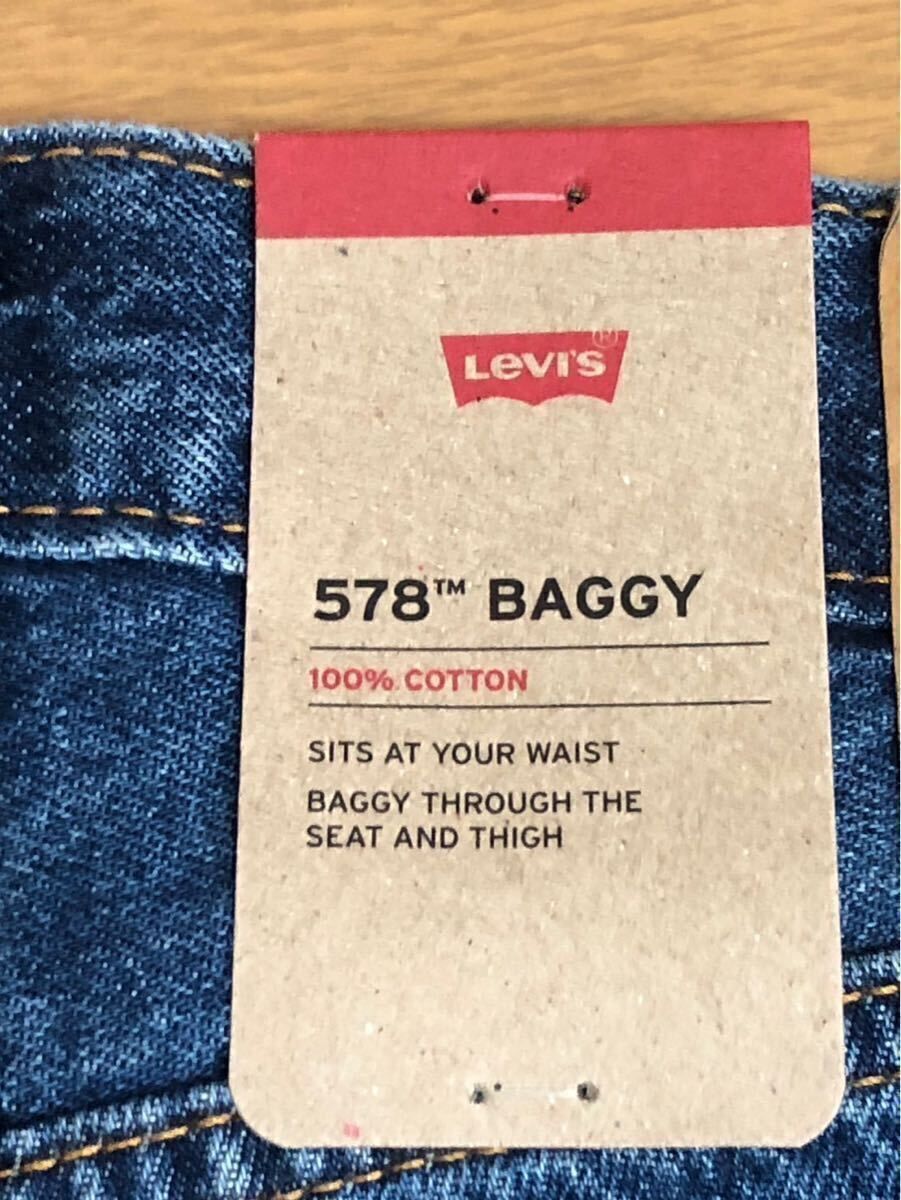 Levi's®
578™ BAGGY
100% COTTON
SITS AT YOUR WAIST
BAGGY THROUGH THE
SEAT AND THIGH